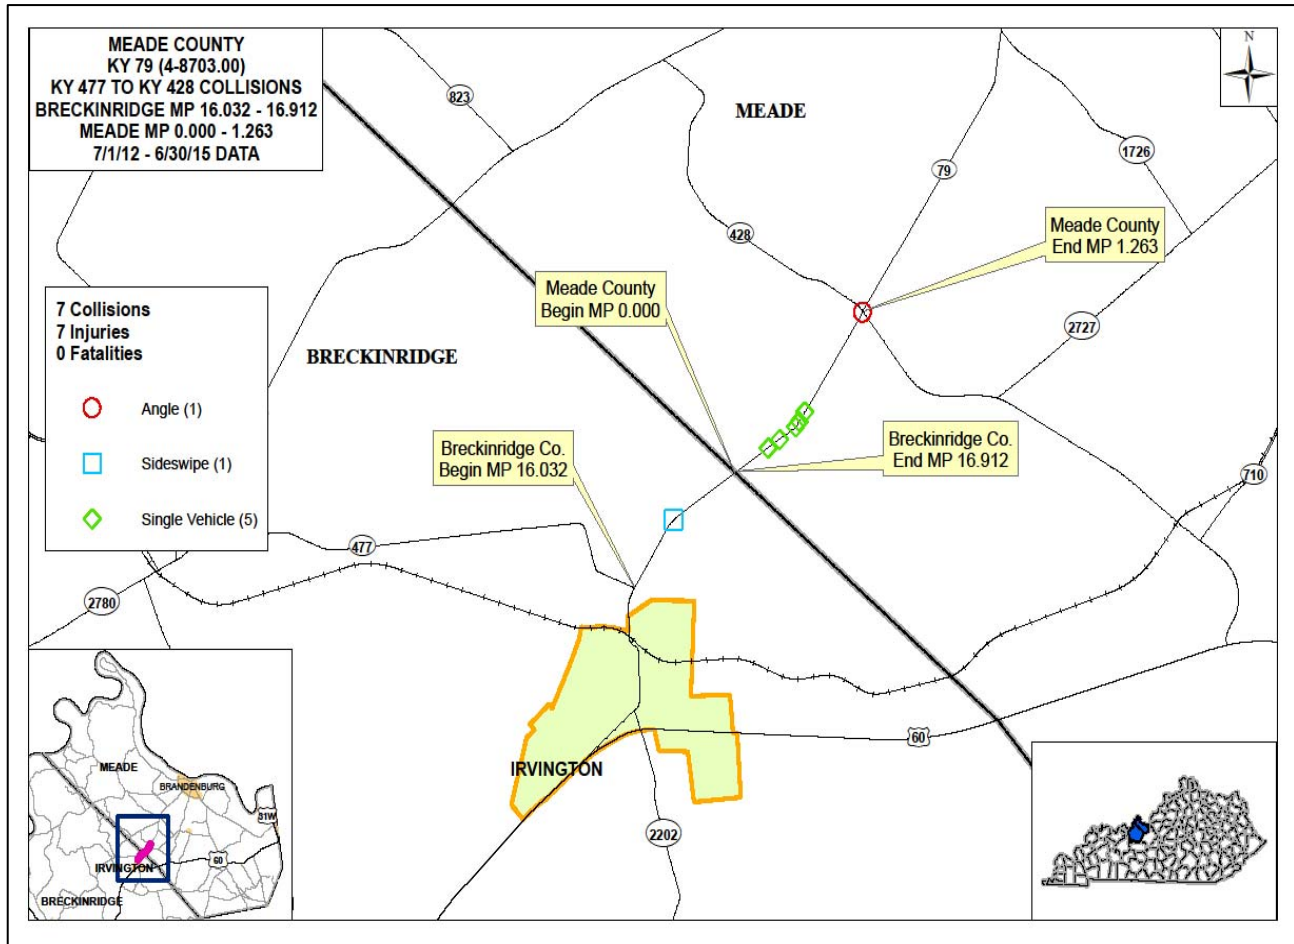 MEADE COUNTY
KY 79 (4-8703.00)
KY 477 TO KY 428 COLLISIONS
BRECKINRIDGE MP 16.032 - 16.912
MEADE MP 0.000 - 1.263
7/1/12 - 6/30/15 DATA
N
823
MEADE
1726
79
428
Meade County
End MP 1.263
Meade County
Begin MP 0.000
2727
7 Collisions
7 Injuries
0 Fatalities
Angle (1)
Sideswipe (1)
Single Vehicle (5)
BRECKINRIDGE
Breckinridge Co.
Begin MP 16.032
Breckinridge Co.
End MP 16.912
710
477
2780
60
IRVINGTON
2202
MEADE
BRANDENBURG
31W
60
IRVINGTON
BRECKINRIDGE